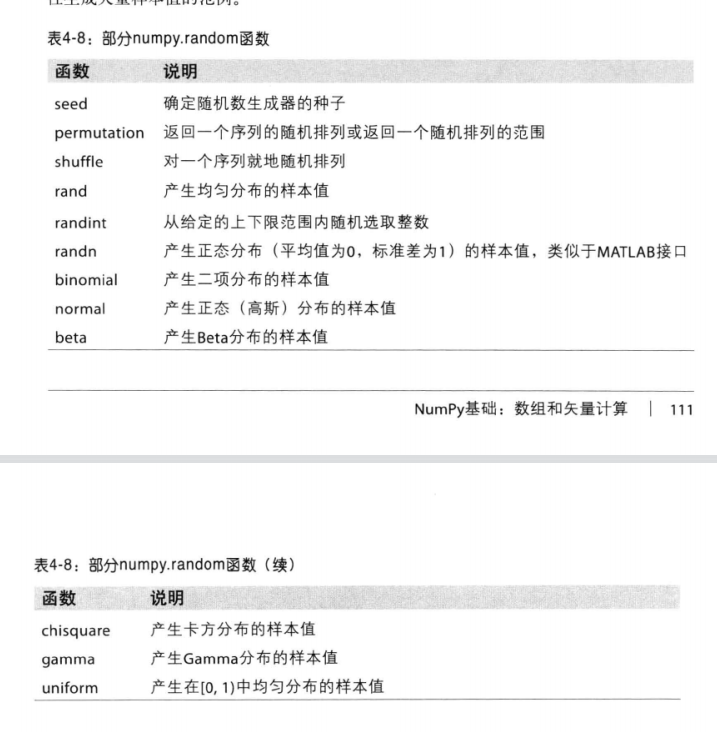 性生成大量样本值的范例。
表4-8：部分numpy.random函数
函数 说明
seed 确定随机数生成器的种子
permutation 返回一个序列的随机排列或返回一个随机排列的范围
shuffle 对一个序列就地随机排列
rand 产生均匀分布的样本值
randint 从给定的上下限范围内随机选取整数
randn 产生正态分布（平均值为0，标准差为1）的样本值，类似于MATLAB接口
binomial 产生二项分布的样本值
normal 产生正态（高斯）分布的样本值
beta 产生Beta分布的样本值
NumPy基础：数组和矢量计算 | 111
表4-8：部分numpy.random函数（续）
函数 说明
chisquare 产生卡方分布的样本值
gamma 产生Gamma分布的样本值
uniform 产生在[0, 1)中均匀分布的样本值